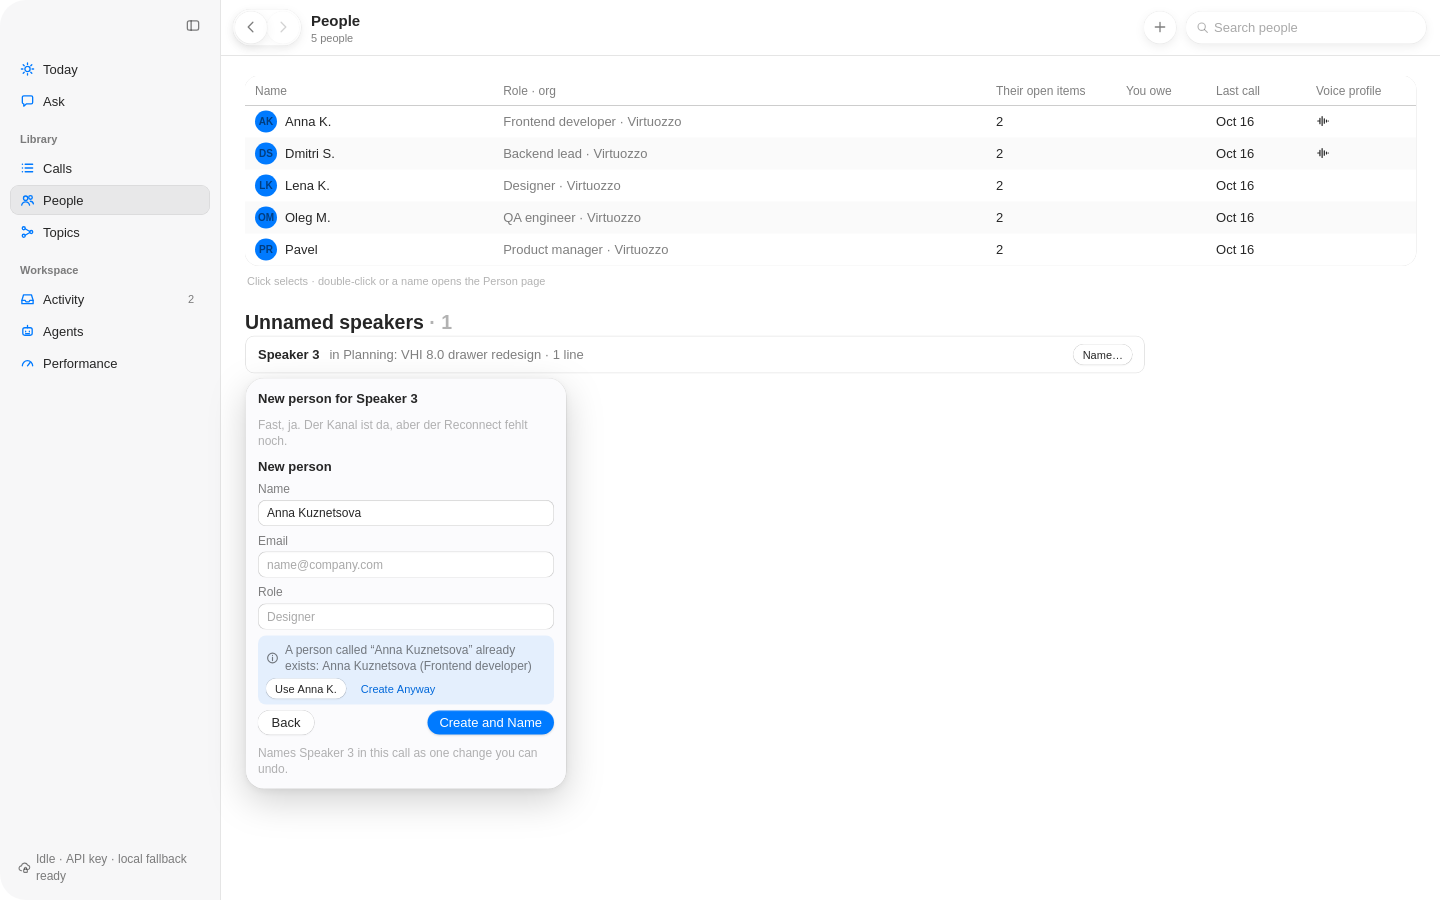 People
5 people
Search people
Today
Ask
Library
Calls
People
Topics
Workspace
Activity 2
Agents
Performance
Idle · API key · local fallback
ready
Name Role · org Their open items You owe Last call Voice profile
AK Anna K. Frontend developer · Virtuozzo 2 Oct 16
DS Dmitri S. Backend lead · Virtuozzo 2 Oct 16
LK Lena K. Designer · Virtuozzo 2 Oct 16
OM Oleg M. QA engineer · Virtuozzo 2 Oct 16
PR Pavel Product manager · Virtuozzo 2 Oct 16
Click selects · double-click or a name opens the Person page
Unnamed speakers · 1
Speaker 3 in Planning: VHI 8.0 drawer redesign · 1 line Name…
New person for Speaker 3
Fast, ja. Der Kanal ist da, aber der Reconnect fehlt
noch.
New person
Name
Anna Kuznetsova
Email
name@company.com
Role
Designer
A person called “Anna Kuznetsova” already
exists: Anna Kuznetsova (Frontend developer)
Use Anna K. Create Anyway
Back Create and Name
Names Speaker 3 in this call as one change you can
undo.